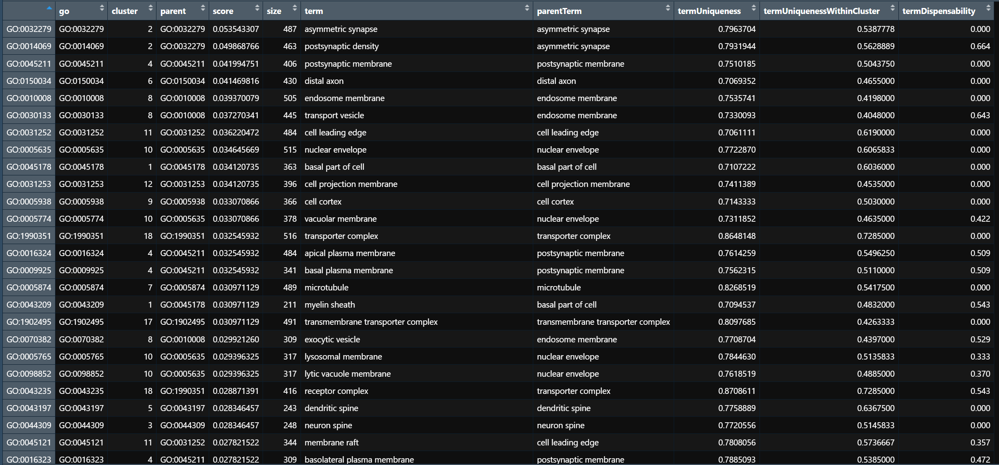 go cluster parent score size term parentTerm termUniqueness termUniquenessWithinCluster termDispensability
GO:0032279 GO:0032279 2 GO:0032279 0.053543307 487 asymmetric synapse asymmetric synapse 0.7963704 0.5387778 0.000
GO:0014069 GO:0014069 2 GO:0032279 0.049868766 463 postsynaptic density asymmetric synapse 0.7931944 0.5628889 0.664
GO:0045211 GO:0045211 4 GO:0045211 0.041994751 406 postsynaptic membrane postsynaptic membrane 0.7510185 0.5043750 0.000
GO:0150034 GO:0150034 6 GO:0150034 0.041469816 430 distal axon distal axon 0.7069352 0.4655000 0.000
GO:0010008 GO:0010008 8 GO:0010008 0.039370079 505 endosome membrane endosome membrane 0.7535741 0.4198000 0.000
GO:0030133 GO:0030133 8 GO:0010008 0.037270341 445 transport vesicle endosome membrane 0.7330093 0.4048000 0.643
GO:0031252 GO:0031252 11 GO:0031252 0.036220472 484 cell leading edge cell leading edge 0.7061111 0.6190000 0.000
GO:0005635 GO:0005635 10 GO:0005635 0.034645669 515 nuclear envelope nuclear envelope 0.7722870 0.6065833 0.000
GO:0045178 GO:0045178 1 GO:0045178 0.034120735 363 basal part of cell basal part of cell 0.7107222 0.6036000 0.000
GO:0031253 GO:0031253 12 GO:0031253 0.034120735 396 cell projection membrane cell projection membrane 0.7411389 0.4535000 0.000
GO:0005938 GO:0005938 9 GO:0005938 0.033070866 366 cell cortex cell cortex 0.7143333 0.5030000 0.000
GO:0005774 GO:0005774 10 GO:0005635 0.033070866 378 vacuolar membrane nuclear envelope 0.7311852 0.4635000 0.422
GO:1990351 GO:1990351 18 GO:1990351 0.032545932 516 transporter complex transporter complex 0.8648148 0.7285000 0.000
GO:0016324 GO:0016324 4 GO:0045211 0.032545932 484 apical plasma membrane postsynaptic membrane 0.7614259 0.5496250 0.509
GO:0009925 GO:0009925 4 GO:0045211 0.032545932 341 basal plasma membrane postsynaptic membrane 0.7562315 0.5110000 0.509
GO:0005874 GO:0005874 7 GO:0005874 0.030971129 489 microtubule microtubule 0.8268519 0.5417500 0.000
GO:0043209 GO:0043209 1 GO:0045178 0.030971129 211 myelin sheath basal part of cell 0.7094537 0.4832000 0.543
GO:1902495 GO:1902495 17 GO:1902495 0.030971129 491 transmembrane transporter complex transmembrane transporter complex 0.8097685 0.4263333 0.000
GO:0070382 GO:0070382 8 GO:0010008 0.029921260 309 exocytic vesicle endosome membrane 0.7708704 0.4397000 0.529
GO:0005765 GO:0005765 10 GO:0005635 0.029396325 317 lysosomal membrane nuclear envelope 0.7844630 0.5135833 0.333
GO:0098852 GO:0098852 10 GO:0005635 0.029396325 317 lytic vacuole membrane nuclear envelope 0.7618519 0.4885000 0.370
GO:0043235 GO:0043235 18 GO:1990351 0.028871391 416 receptor complex transporter complex 0.8708611 0.7285000 0.543
GO:0043197 GO:0043197 5 GO:0043197 0.028346457 243 dendritic spine dendritic spine 0.7758889 0.6367500 0.000
GO:0044309 GO:0044309 3 GO:0044309 0.028346457 248 neuron spine neuron spine 0.7720556 0.5145833 0.000
GO:0045121 GO:0045121 11 GO:0031252 0.027821522 344 membrane raft cell leading edge 0.7808056 0.5736667 0.357
GO:0016323 GO:0016323 4 GO:0045211 0.027821522 309 basolateral plasma membrane postsynaptic membrane 0.7885093 0.5385000 0.472